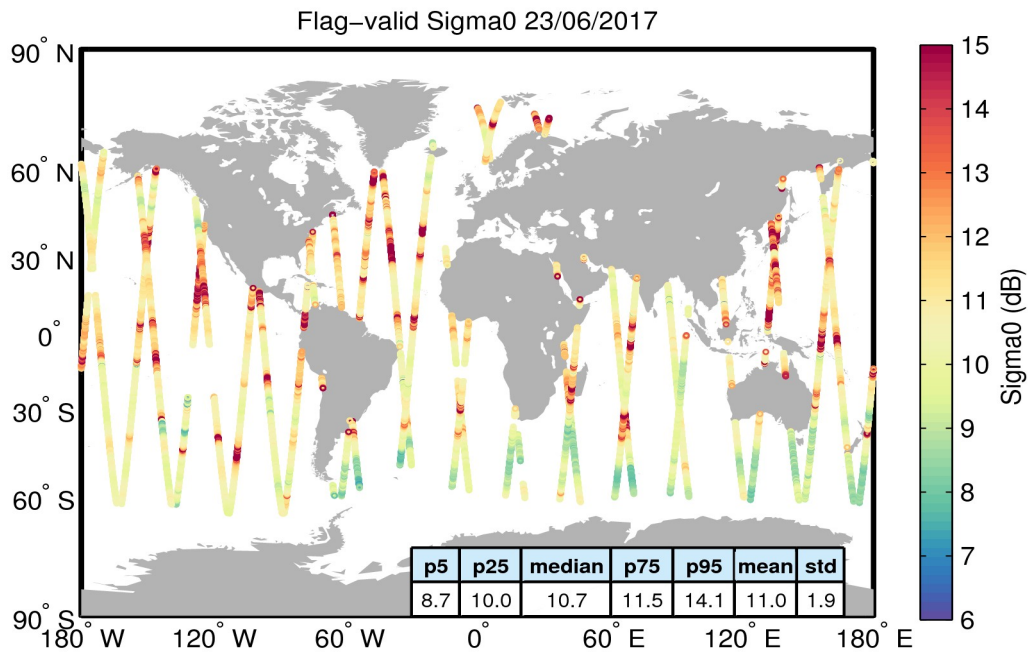 Flag−valid Sigma0 23/06/2017
90° N
60° N
30° N
0°
30° S
60° S
90° S
180° W
120° W
60° W
0°
60° E
120° E
180° E
p5 p25 median p75 p95 mean std
8.7 10.0 10.7 11.5 14.1 11.0 1.9
15
14
13
12
11
10
9
8
7
6
Sigma0 (dB)